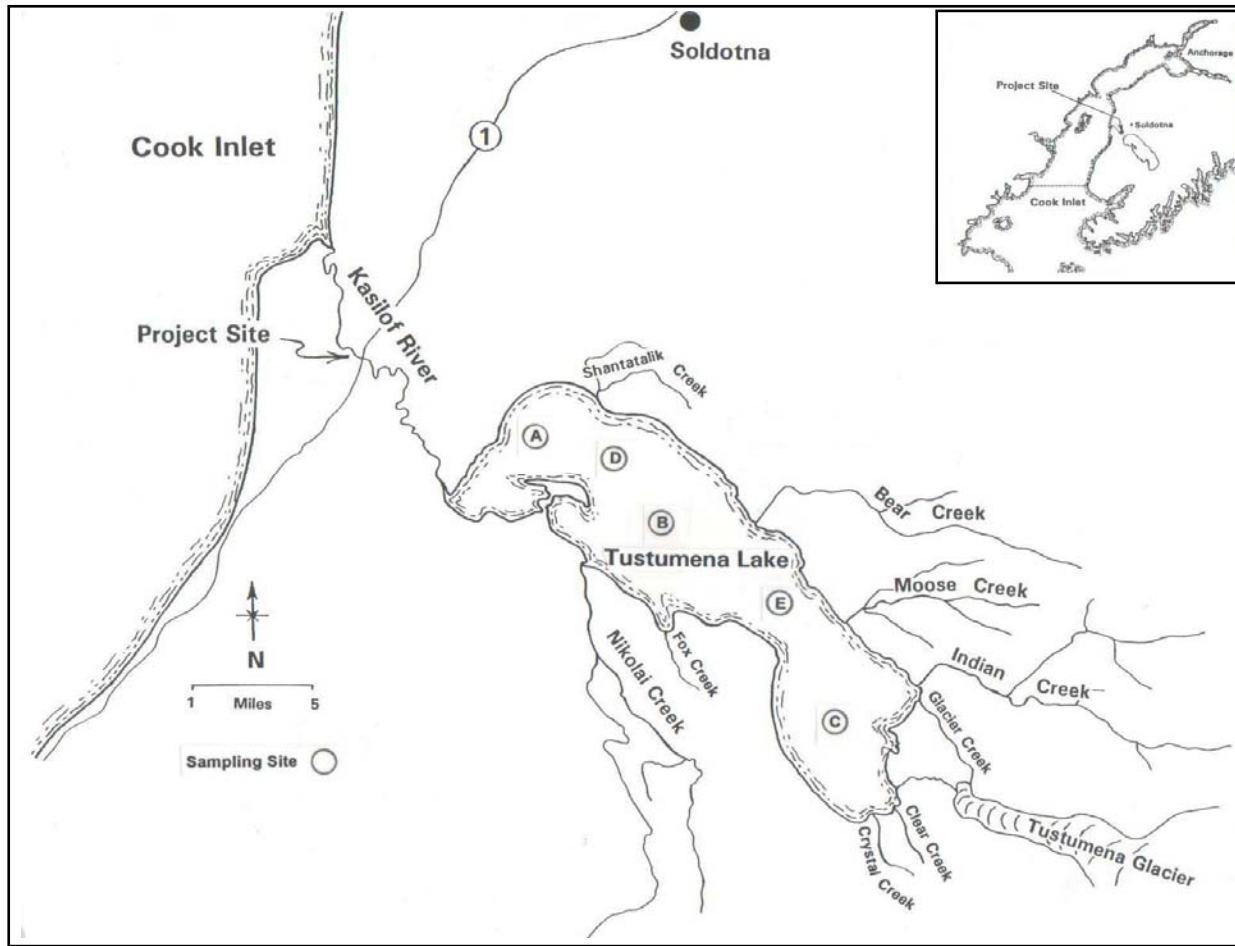 Soldotna
1
Cook Inlet
Kasilof River
Project Site
Anchorage
Project Site
Soldotna
Cook Inlet
Shantatalik Creek
A
D
B
Tustumena Lake
E
C
Bear Creek
Moose Creek
Indian Creek
Glacier Creek
Tustumena Glacier
Clear Creek
Crystal Creek
Fox Creek
Nikolai Creek
N
1 Miles 5
Sampling Site